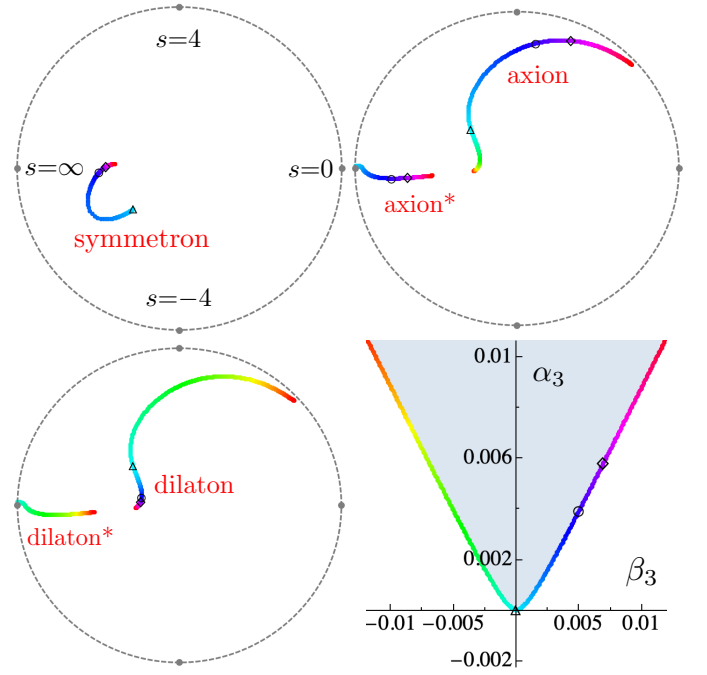 s=4
s=∞
symmetron
s=−4
s=0
axion
axion*
dilaton
dilaton*
0.01
α₃
0.006
0.002
β₃
−0.01 −0.005 0.005 0.01
−0.002